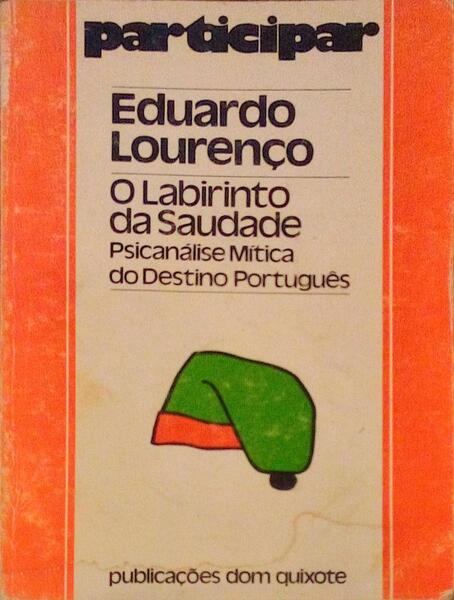 participar
Eduardo
Lourenço
O Labirinto
da Saudade
Psicanálise Mítica
do Destino Português
publicações dom quixote